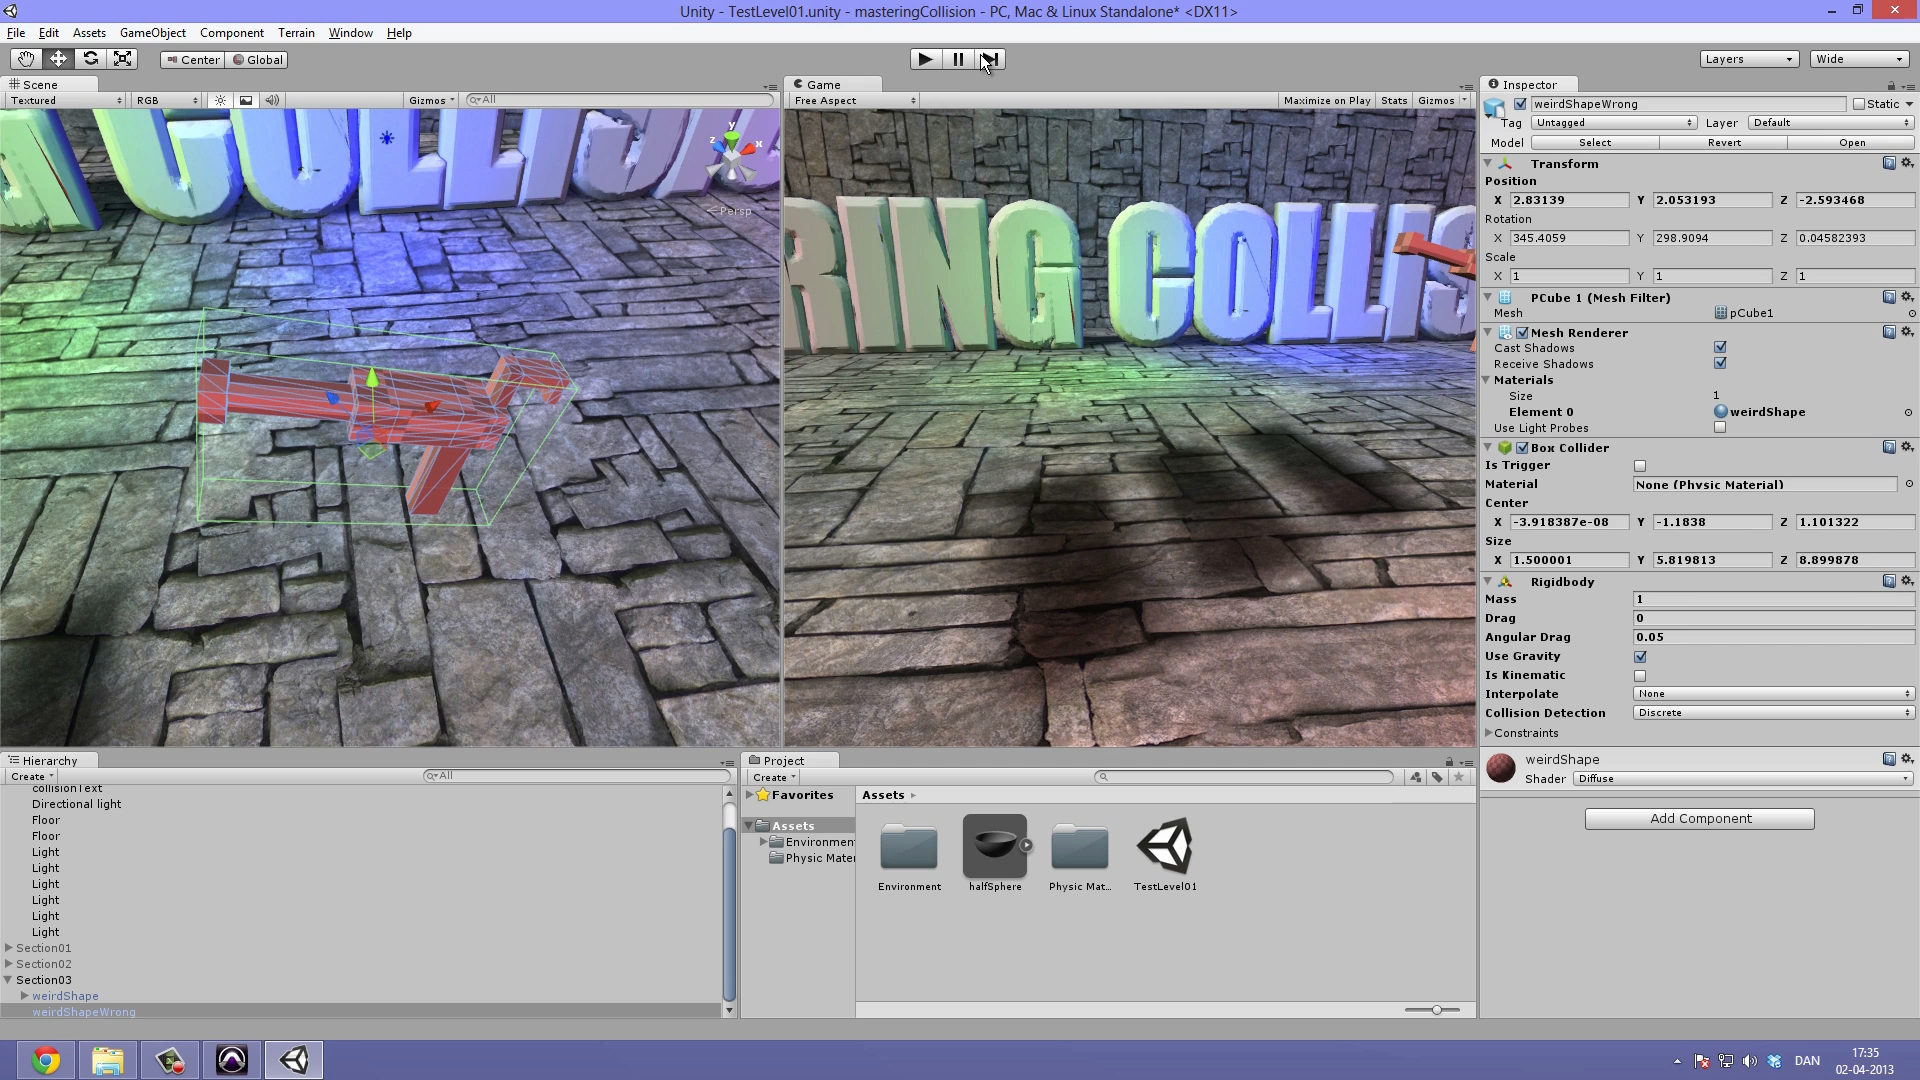 Unity - TestLevel01.unity - masteringCollision - PC, Mac & Linux Standalone* <DX11>
File Edit Assets GameObject Component Terrain Window Help
Center Global
Layers Wide
Scene
Textured RGB Gizmos All
y
z x
Persp
COLLI
Game
Free Aspect Maximize on Play Stats Gizmos
RING COLLIS
Inspector
weirdShapeWrong Static
Tag Untagged Layer Default
Model Select Revert Open
Transform
Position
X 2.83139 Y 2.053193 Z -2.593468
Rotation
X 345.4059 Y 298.9094 Z 0.04582393
Scale
X 1 Y 1 Z 1
PCube 1 (Mesh Filter)
Mesh pCube1
Mesh Renderer
Cast Shadows
Receive Shadows
Materials
Size 1
Element 0 weirdShape
Use Light Probes
Box Collider
Is Trigger
Material None (Physic Material)
Center
X -3.918387e-08 Y -1.1838 Z 1.101322
Size
X 1.500001 Y 5.819813 Z 8.899878
Rigidbody
Mass 1
Drag 0
Angular Drag 0.05
Use Gravity
Is Kinematic
Interpolate None
Collision Detection Discrete
Constraints
weirdShape
Shader Diffuse
Add Component
Hierarchy
Create All
collisionText
Directional light
Floor
Floor
Light
Light
Light
Light
Light
Light
Section01
Section02
Section03
weirdShape
weirdShapeWrong
Project
Create
Favorites
Assets
Environmen
Physic Mater
Assets
Environment halfSphere Physic Mat... TestLevel01
DAN
17:35
02-04-2013